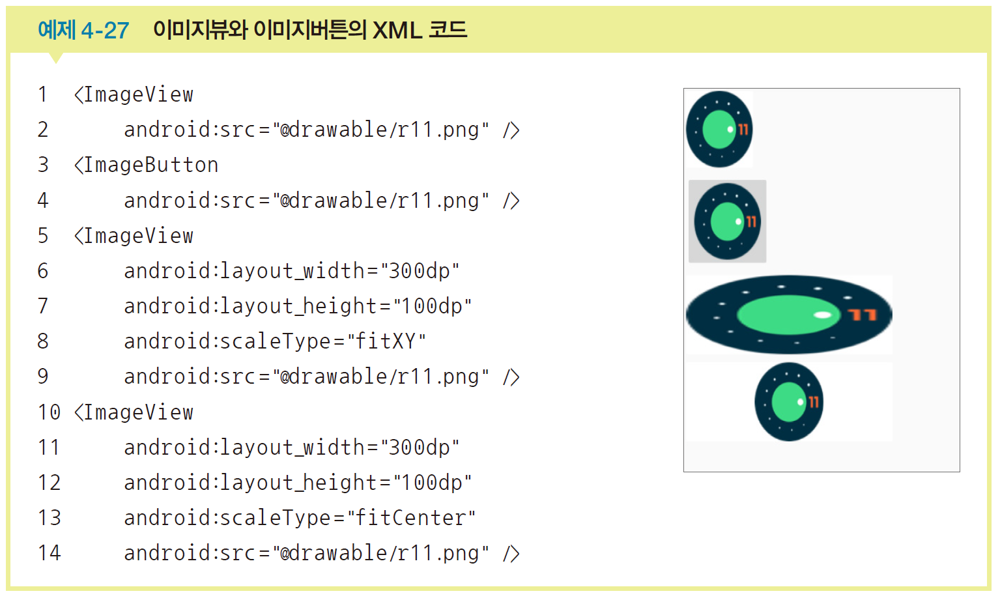 예제 4-27 이미지뷰와 이미지버튼의 XML 코드
1 <ImageView
2 android:src="@drawable/r11.png" />
3 <ImageButton
4 android:src="@drawable/r11.png" />
5 <ImageView
6 android:layout_width="300dp"
7 android:layout_height="100dp"
8 android:scaleType="fitXY"
9 android:src="@drawable/r11.png" />
10 <ImageView
11 android:layout_width="300dp"
12 android:layout_height="100dp"
13 android:scaleType="fitCenter"
14 android:src="@drawable/r11.png" />
11
11
11
11